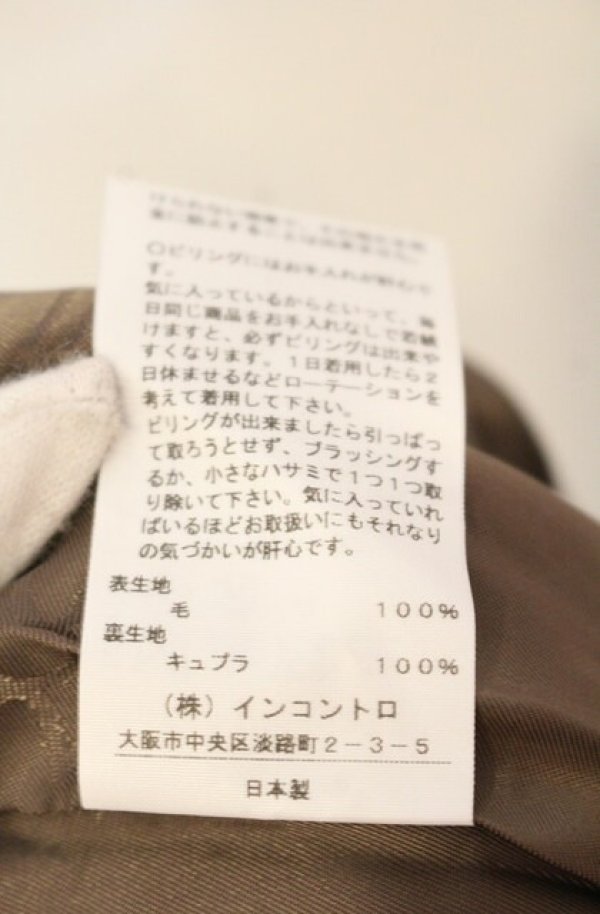 ○ピリングにはお手入れが肝心で
す。
気に入っているからといって、毎
日同じ商品をお手入れなしで着続
けますと、必ずピリングは出来や
すくなります。1日着用したら2
日休ませるなどローテーションを
考えて着用して下さい。
ピリングが出来ましたら引っぱっ
て取ろうとせず、ブラッシングす
るか、小さなハサミで1つ1つ取
り除いて下さい。気に入っていれ
ばいるほどお取扱いにもそれなり
の気づかいが肝心です。
表生地
毛 100%
裏生地
キュプラ 100%
(株)インコントロ
大阪市中央区淡路町2-3-5
日本製